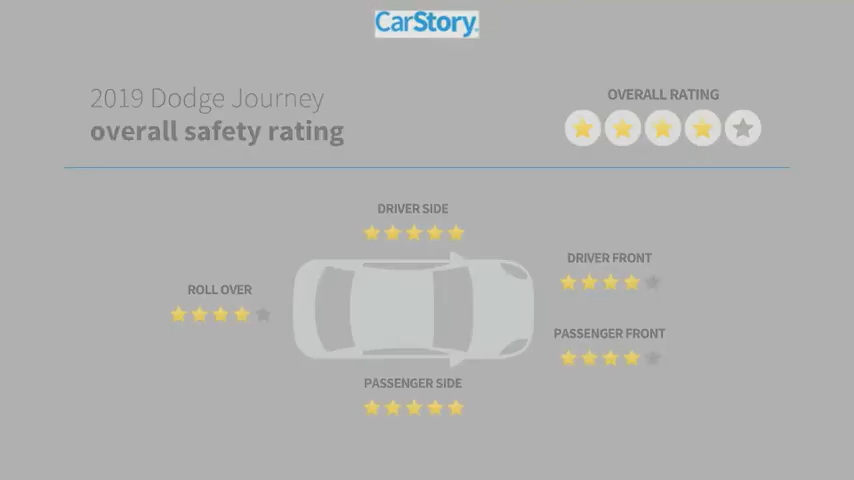 CarStory.
2019 Dodge Journey
overall safety rating
OVERALL RATING
DRIVER SIDE
DRIVER FRONT
ROLL OVER
PASSENGER FRONT
PASSENGER SIDE